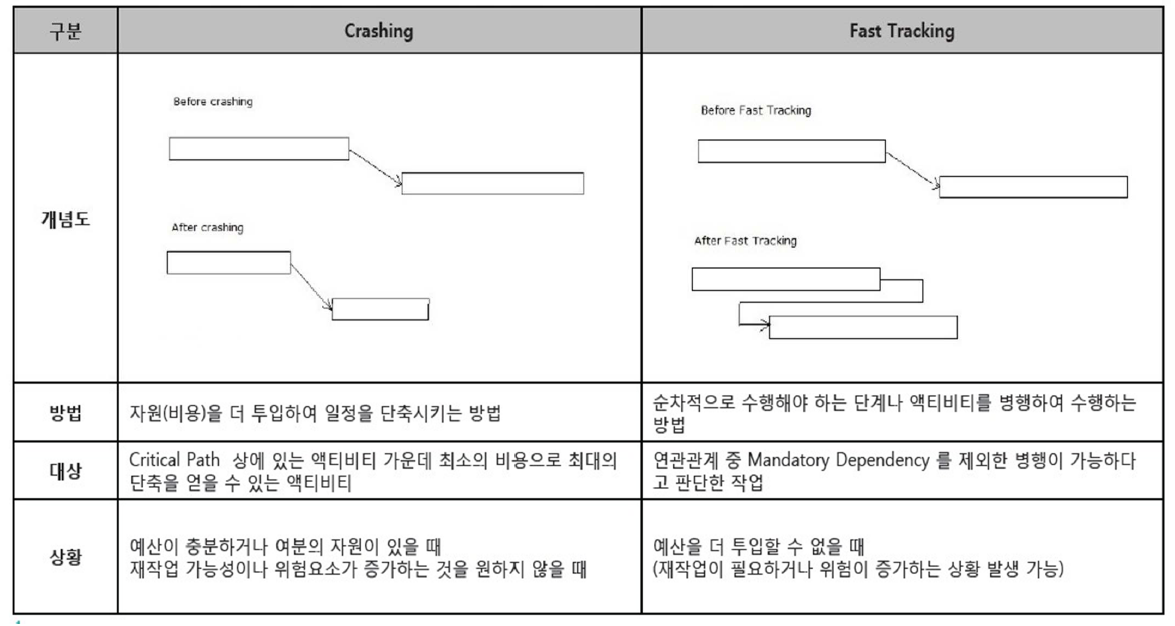 구분
Crashing
Fast Tracking
개념도
Before crashing
After crashing
Before Fast Tracking
After Fast Tracking
방법
자원(비용)을 더 투입하여 일정을 단축시키는 방법
순차적으로 수행해야 하는 단계나 액티비티를 병행하여 수행하는
방법
대상
Critical Path 상에 있는 액티비티 가운데 최소의 비용으로 최대의
단축을 얻을 수 있는 액티비티
연관관계 중 Mandatory Dependency 를 제외한 병행이 가능하다
고 판단한 작업
상황
예산이 충분하거나 여분의 자원이 있을 때
재작업 가능성이나 위험요소가 증가하는 것을 원하지 않을 때
예산을 더 투입할 수 없을 때
(재작업이 필요하거나 위험이 증가하는 상황 발생 가능)